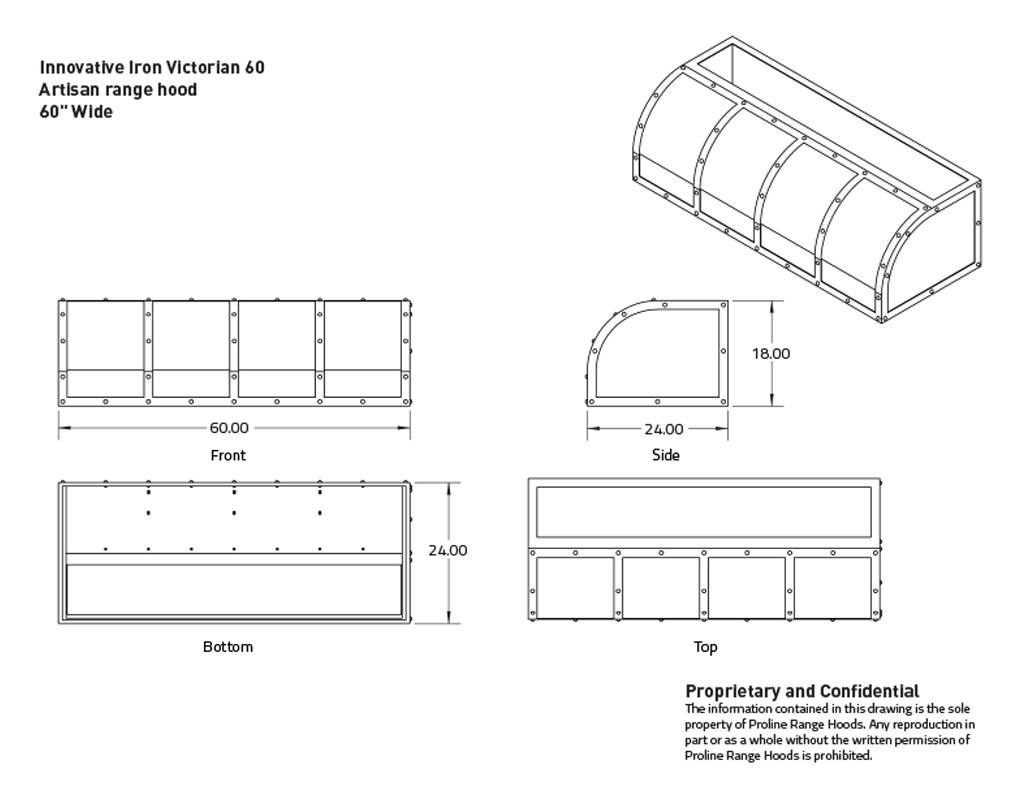 Innovative Iron Victorian 60
Artisan range hood
60" Wide
18.00
60.00
24.00
Front
Side
24.00
Bottom
Top
Proprietary and Confidential
The information contained in this drawing is the sole
property of Proline Range Hoods. Any reproduction in
part or as a whole without the written permission of
Proline Range Hoods is prohibited.